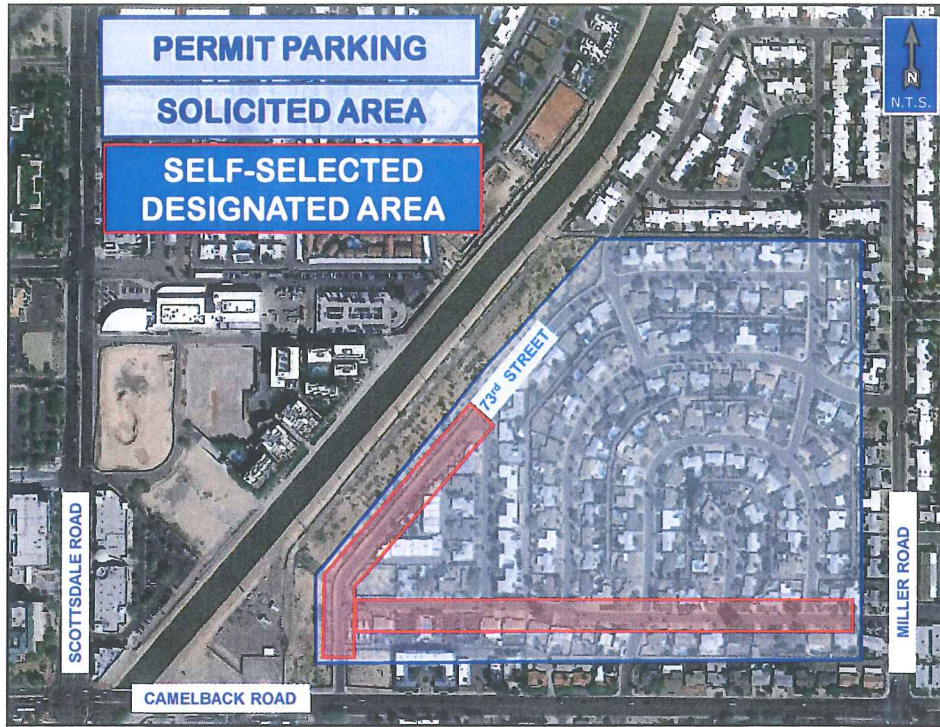 PERMIT PARKING
SOLICITED AREA
SELF-SELECTED
DESIGNATED AREA
N
N.T.S.
73rd STREET
SCOTTSDALE ROAD
MILLER ROAD
CAMELBACK ROAD